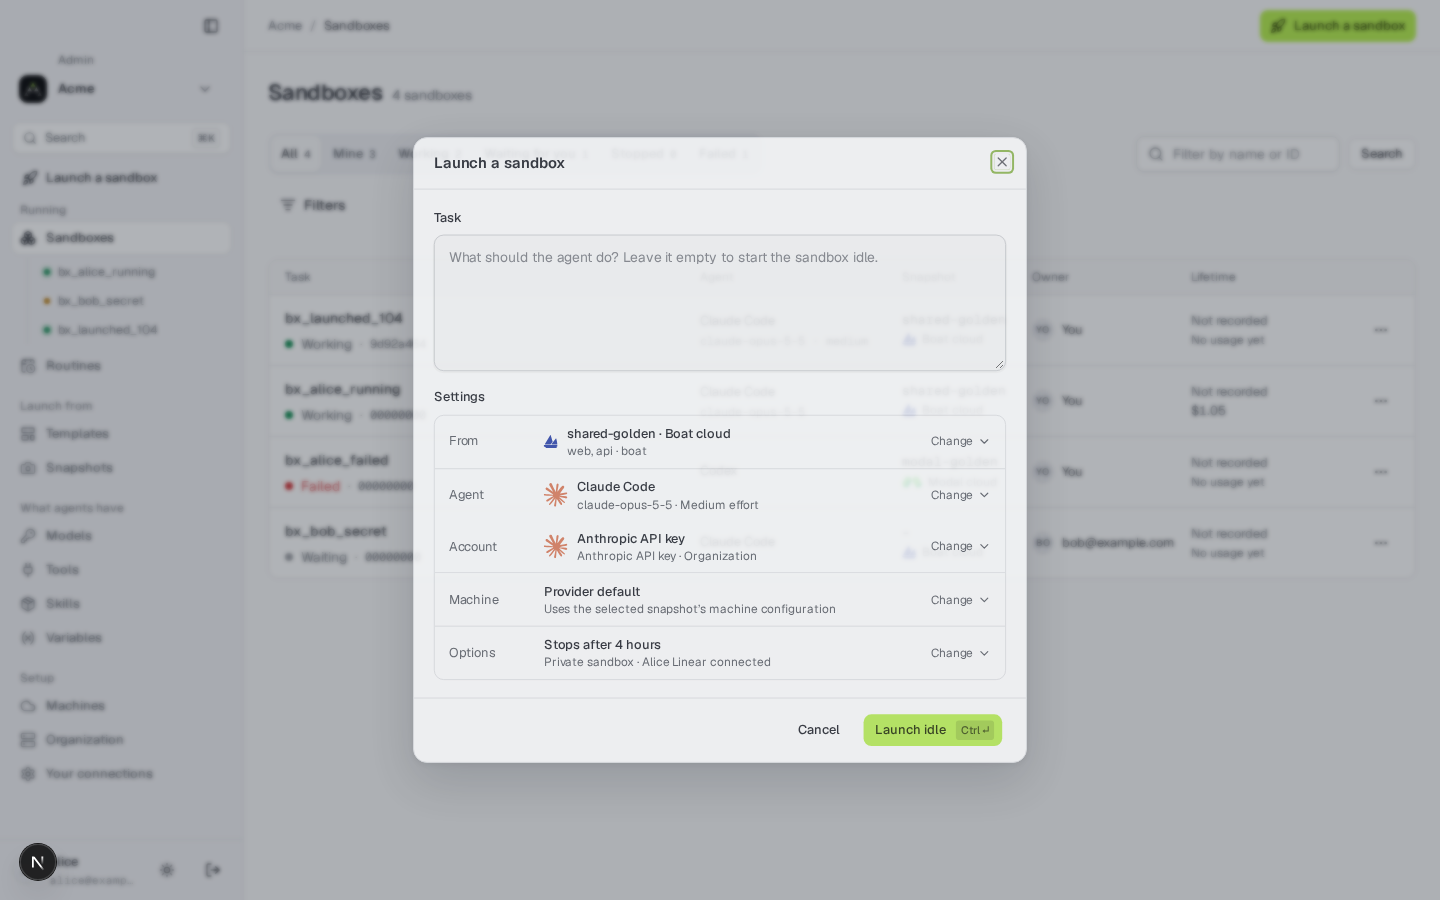 Acme / Sandboxes
Launch a sandbox
Admin
Acme
Search ⌘K
Launch a sandbox
Running
Sandboxes
bx_alice_running
bx_bob_secret
bx_launched_104
Routines
Launch from
Templates
Snapshots
What agents have
Models
Tools
Skills
Variables
Setup
Machines
Organization
Your connections
N
Sandboxes 4 sandboxes
All 4 Mine 3
Filter by name or ID
Search
Filters
Task Owner Lifetime
bx_launched_104
Working
You
Not recorded
No usage yet
bx_alice_running
Working
You
Not recorded
$1.05
bx_alice_failed
Failed
You
Not recorded
No usage yet
bx_bob_secret
Waiting
bob@example.com
Not recorded
No usage yet
Launch a sandbox
Task
What should the agent do? Leave it empty to start the sandbox idle.
Settings
From
shared-golden · Boat cloud
web, api · boat
Change
Agent
Claude Code
claude-opus-5-5 · Medium effort
Change
Account
Anthropic API key
Anthropic API key · Organization
Change
Machine
Provider default
Uses the selected snapshot's machine configuration
Change
Options
Stops after 4 hours
Private sandbox · Alice Linear connected
Change
Cancel
Launch idle Ctrl↵